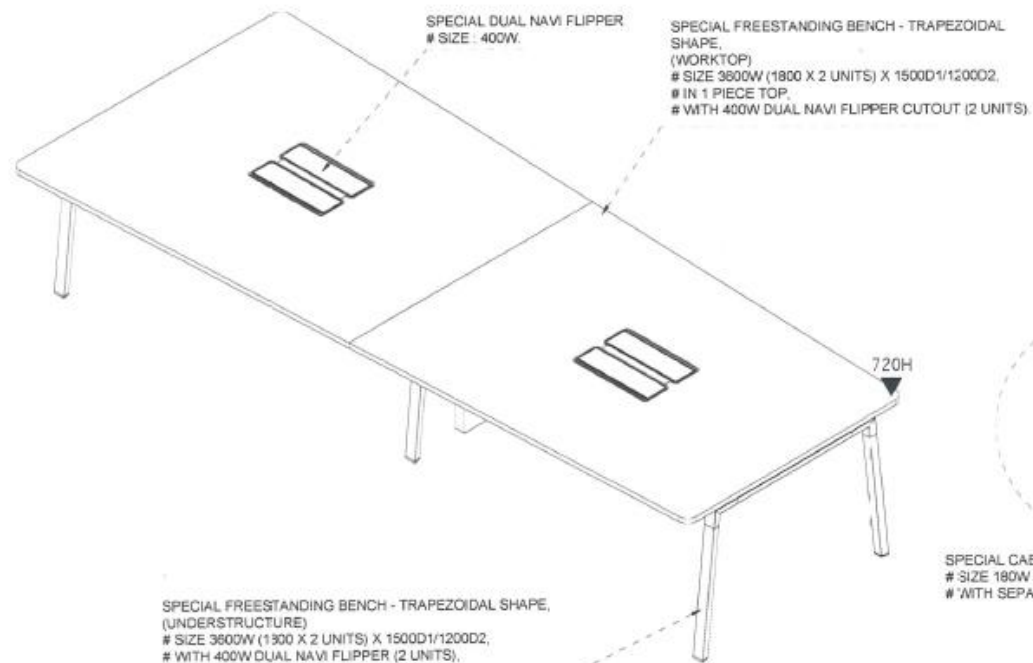 SPECIAL DUAL NAVI FLIPPER
# SIZE : 400W.
SPECIAL FREESTANDING BENCH - TRAPEZOIDAL
SHAPE,
(WORKTOP)
# SIZE 3600W (1800 X 2 UNITS) X 1500D1/1200D2,
# IN 1 PIECE TOP,
# WITH 400W DUAL NAVI FLIPPER CUTOUT (2 UNITS).
720H
SPECIAL CAB
# SIZE 180W
# WITH SEPA
SPECIAL FREESTANDING BENCH - TRAPEZOIDAL SHAPE,
(UNDERSTRUCTURE)
# SIZE 3600W (1800 X 2 UNITS) X 1500D1/1200D2,
# WITH 400W DUAL NAVI FLIPPER (2 UNITS),